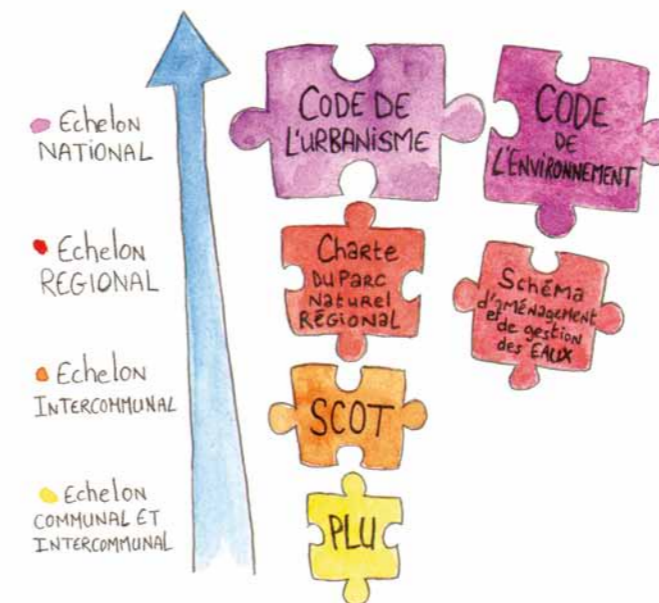 Echelon
NATIONAL
Echelon
REGIONAL
Echelon
INTERCOMMUNAL
Echelon
COMMUNAL ET
INTERCOMMUNAL
CODE DE
L'URBANISME
CODE
DE
L'ENVIRONNEMENT
Charte
DU PARC
Naturel
RÉGIONAL
Schéma
d'aMÉNAGEMENT
et
de gestion
des EAUX
SCOT
PLU